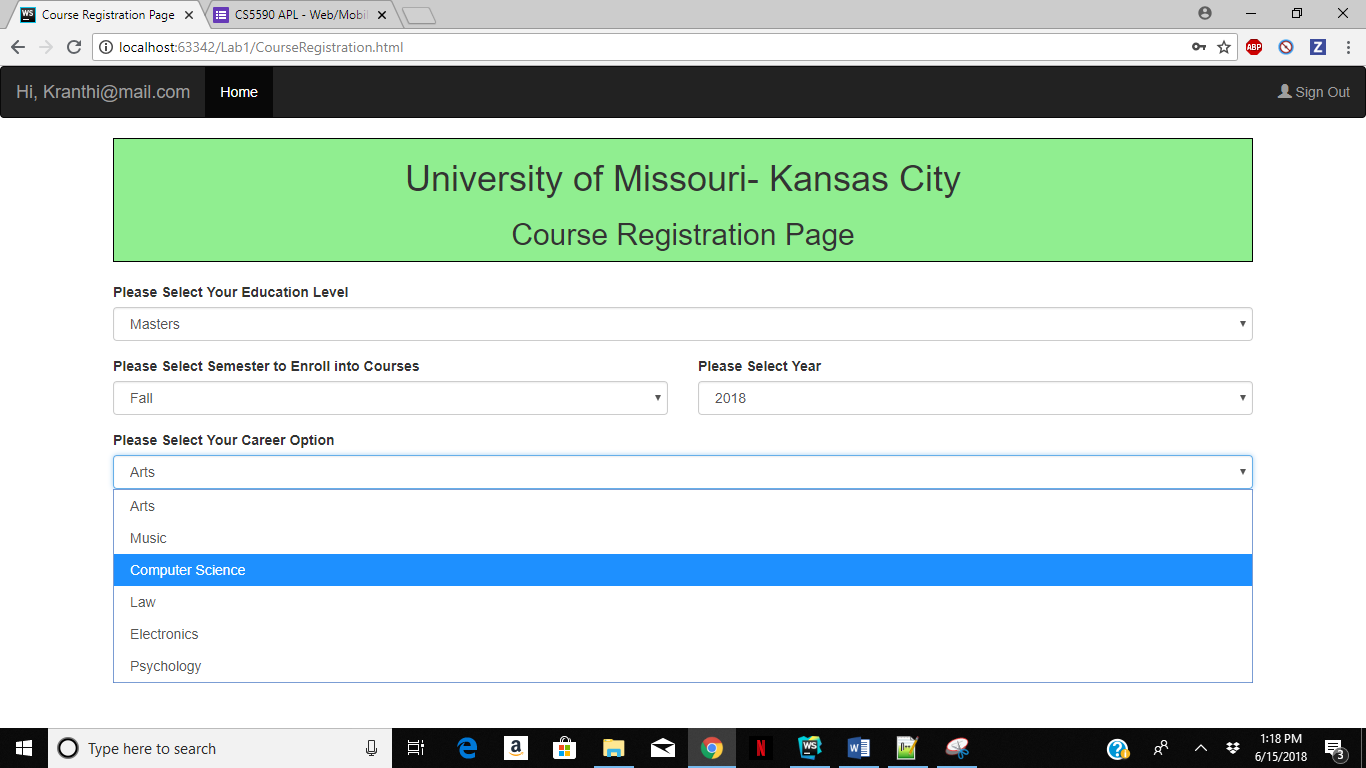 WS Course Registration Page
CS5590 APL - Web/Mobil
localhost:63342/Lab1/CourseRegistration.html
ABP
Z
Hi, Kranthi@mail.com Home Sign Out
University of Missouri- Kansas City
Course Registration Page
Please Select Your Education Level
Masters
Please Select Semester to Enroll into Courses Please Select Year
Fall 2018
Please Select Your Career Option
Arts
Arts
Music
Computer Science
Law
Electronics
Psychology
Type here to search
a
N
WS
1:18 PM
6/15/2018
3